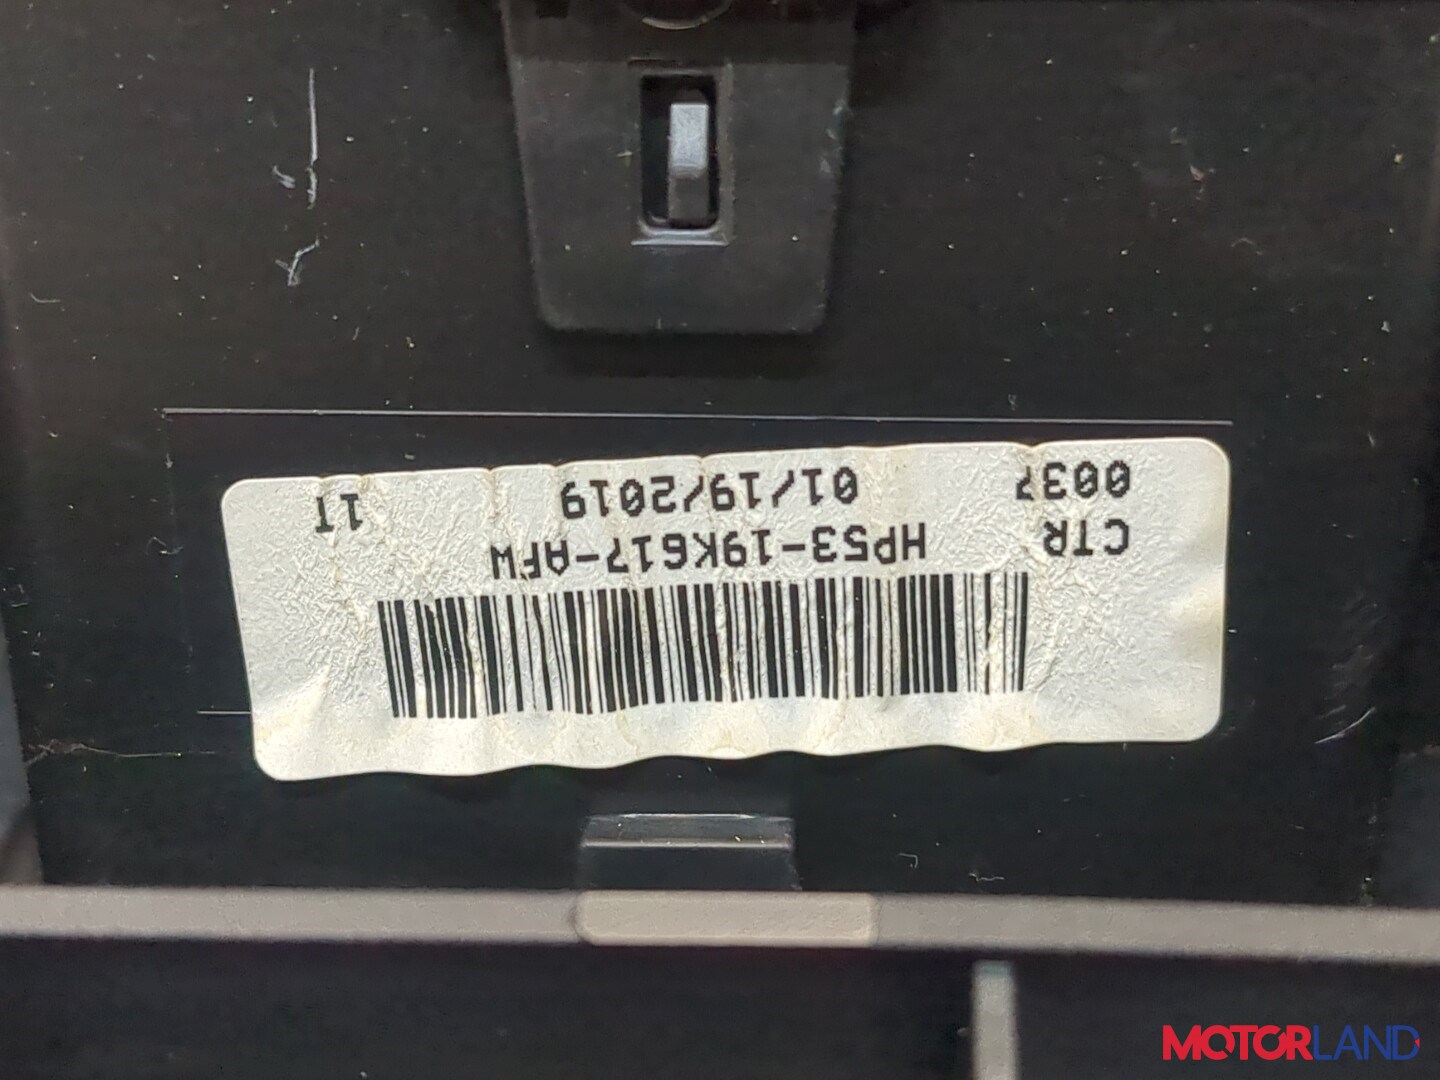 CTR HP53-19K617-AFW
0037 01/19/2019 1T
MOTORLAND